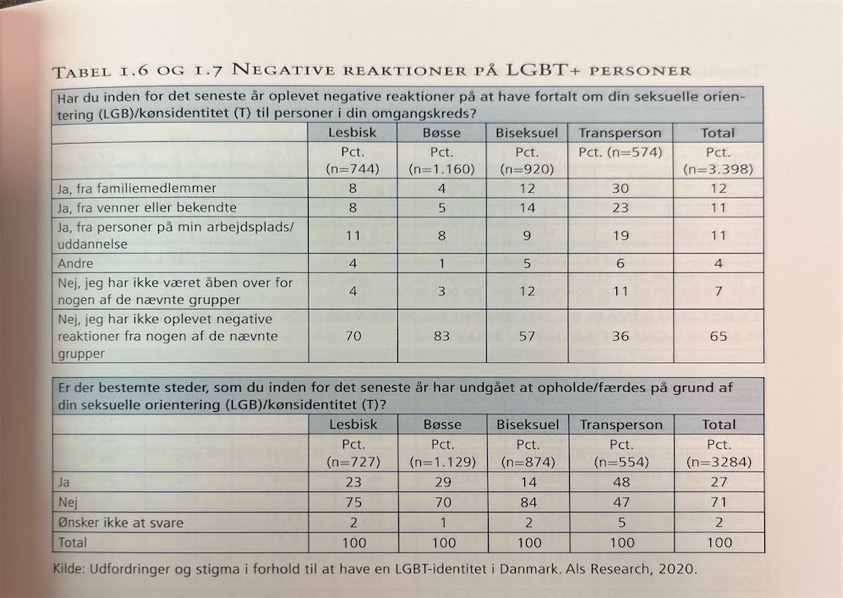 TABEL 1.6 OG 1.7 NEGATIVE REAKTIONER PÅ LGBT+ PERSONER
Har du inden for det seneste år oplevet negative reaktioner på at have fortalt om din seksuelle orien-
tering (LGB)/kønsidentitet (T) til personer i din omgangskreds?
Lesbisk Bøsse Biseksuel Transperson Total
Pct. Pct. Pct. Pct. (n=574) Pct.
(n=744) (n=1.160) (n=920) (n=3.398)
Ja, fra familiemedlemmer 8 4 12 30 12
Ja, fra venner eller bekendte 8 5 14 23 11
Ja, fra personer på min arbejdsplads/
uddannelse 11 8 9 19 11
Andre 4 1 5 6 4
Nej, jeg har ikke været åben over for
nogen af de nævnte grupper 4 3 12 11 7
Nej, jeg har ikke oplevet negative
reaktioner fra nogen af de nævnte 70 83 57 36 65
grupper
Er der bestemte steder, som du inden for det seneste år har undgået at opholde/færdes på grund af
din seksuelle orientering (LGB)/kønsidentitet (T)?
Lesbisk Bøsse Biseksuel Transperson Total
Pct. Pct. Pct. Pct. Pct.
(n=727) (n=1.129) (n=874) (n=554) (n=3284)
Ja 23 29 14 48 27
Nej 75 70 84 47 71
Ønsker ikke at svare 2 1 2 5 2
Total 100 100 100 100 100
Kilde: Udfordringer og stigma i forhold til at have en LGBT-identitet i Danmark. Als Research, 2020.